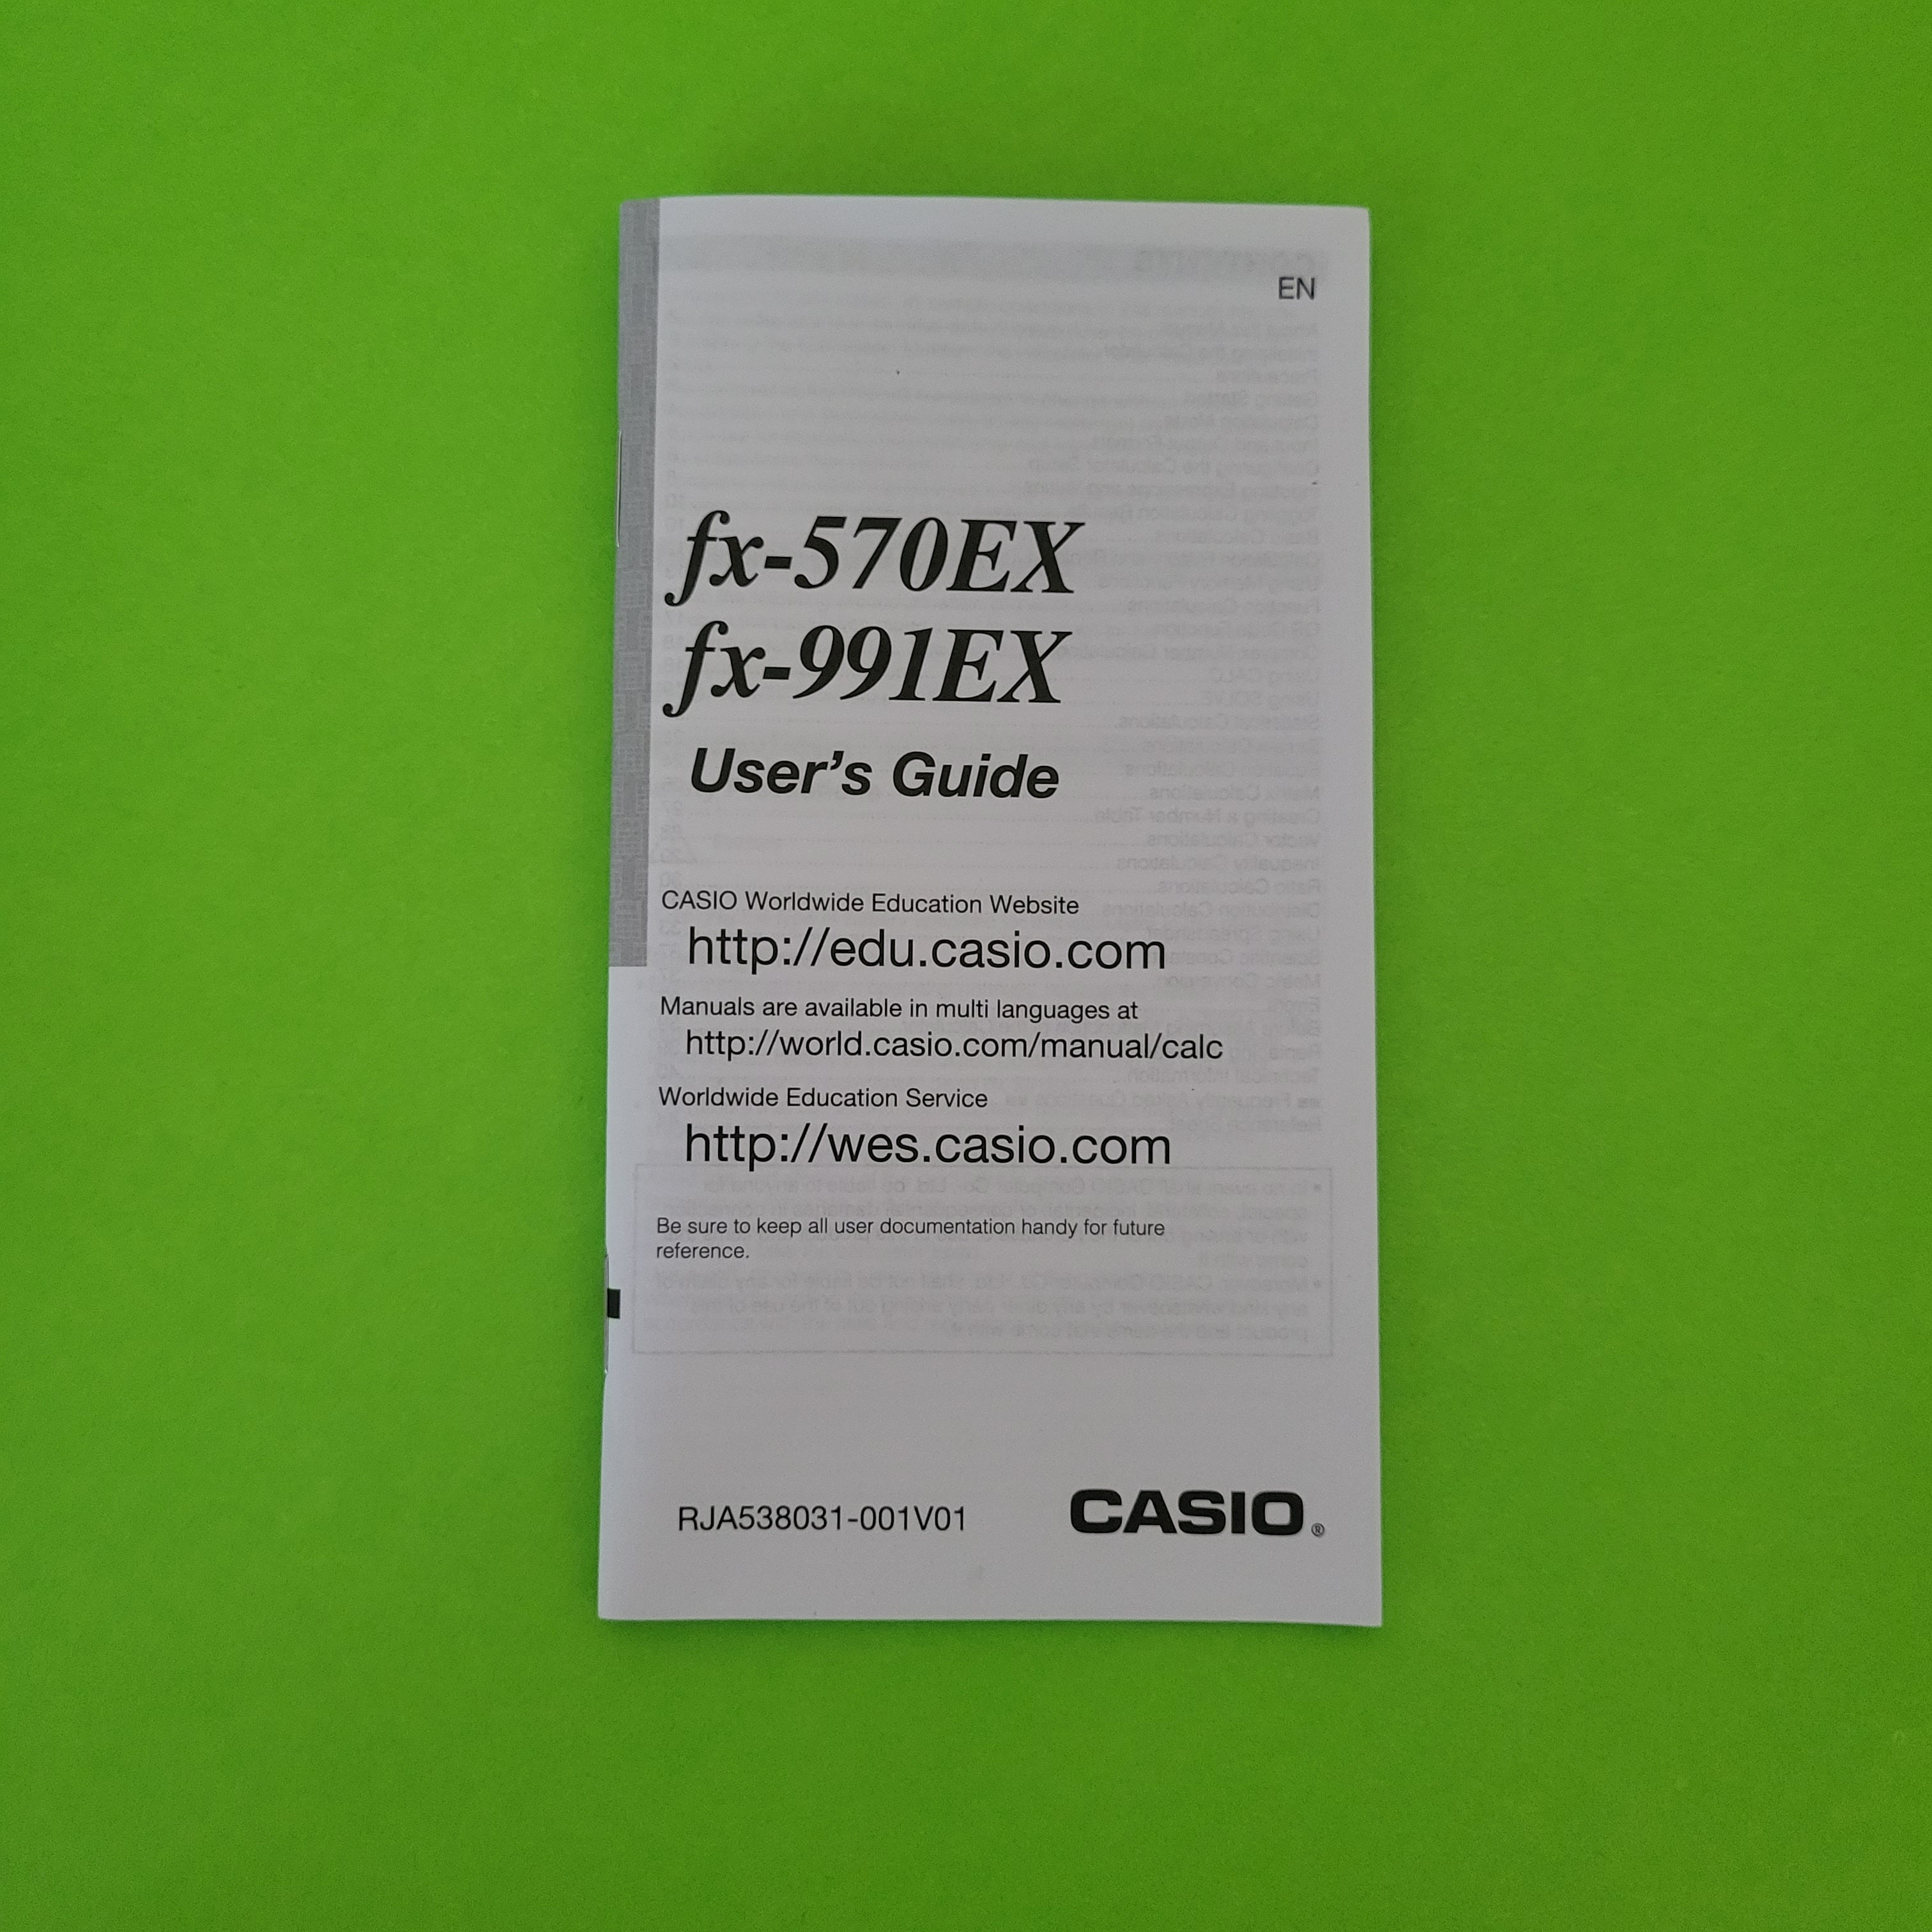 EN
fx-570EX
fx-991EX
User's Guide
CASIO Worldwide Education Website
http://edu.casio.com
Manuals are available in multi languages at
http://world.casio.com/manual/calc
Worldwide Education Service
http://wes.casio.com
Be sure to keep all user documentation handy for future
reference.
RJA538031-001V01
CASIO®